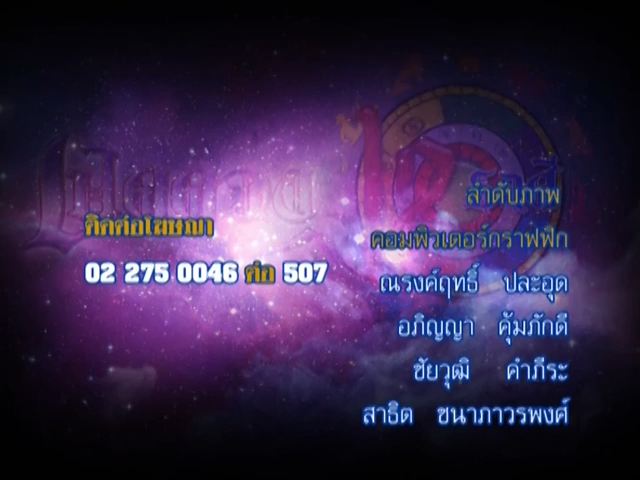 ติดต่อโฆษณา
02 275 0046 ต่อ 507
ลำดับภาพ
คอมพิวเตอร์กราฟฟิก
ณรงค์ฤทธิ์ ปละอุด
อภิญญา คุ้มภักดี
ชัยวุฒิ คำภีระ
สาธิต ชนาภาวรพงศ์